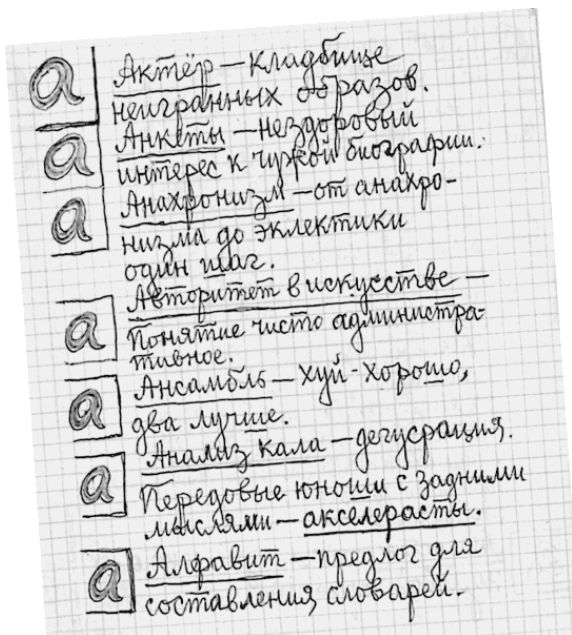 а Актёр — кладбище
неигранных образов.
а Анкеты — нездоровый
интерес к чужой биографии.
а Анахронизм — от анахро-
низма до эклектики
один шаг.
а Авторитет в искусстве —
Понятие чисто администра-
тивное.
а Ансамбль — хуй-хорошо,
два лучше.
а Анализ кала — дегусрация.
Передовые юноши с задними
мыслями — акселерасты.
а Алфавит — предлог для
составления словарей.